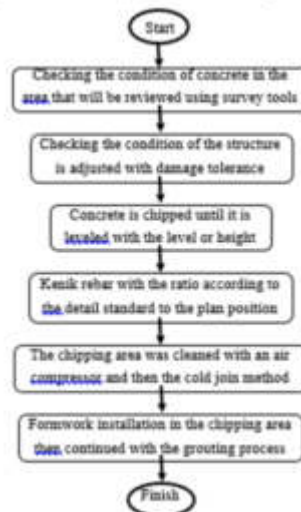 Start
Checking the condition of concrete in the
area that will be reviewed using survey tools
Checking the condition of the structure
is adjusted with damage tolerance
Concrete is chipped until it is
leveled with the level or height
Kenik rebar with the ratio according to
the detail standard to the plan position
The chipping area was cleaned with an air
compressor and then the cold join method
Formwork installation in the chipping area
then continued with the grouting process
Finish